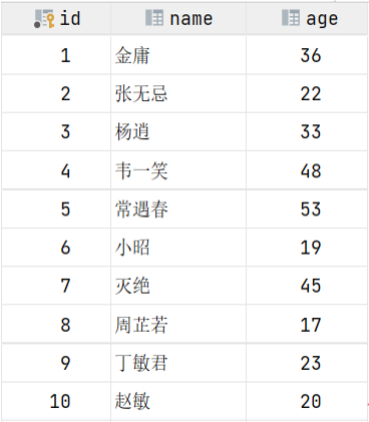 id name age
1 金庸 36
2 张无忌 22
3 杨逍 33
4 韦一笑 48
5 常遇春 53
6 小昭 19
7 灭绝 45
8 周芷若 17
9 丁敏君 23
10 赵敏 20